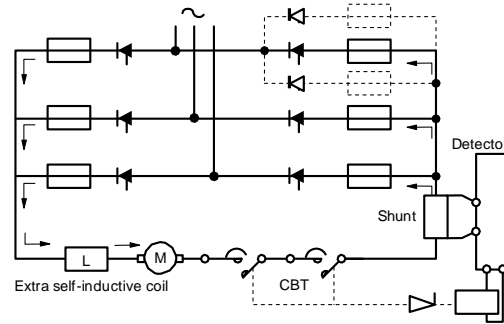 Detecto
Shunt
L
M
CBT
Extra self-inductive coil